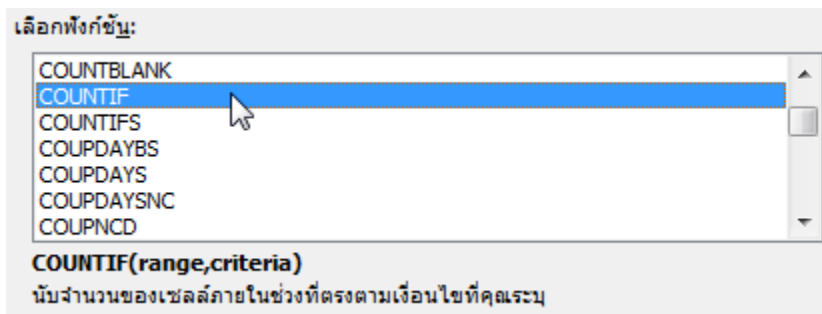 เลือกฟังก์ชัน:
COUNTBLANK
COUNTIF
COUNTIFS
COUPDAYBS
COUPDAYS
COUPDAYSNC
COUPNCD
COUNTIF(range,criteria)
นับจำนวนของเซลล์ภายในช่วงที่ตรงตามเงื่อนไขที่คุณระบุ